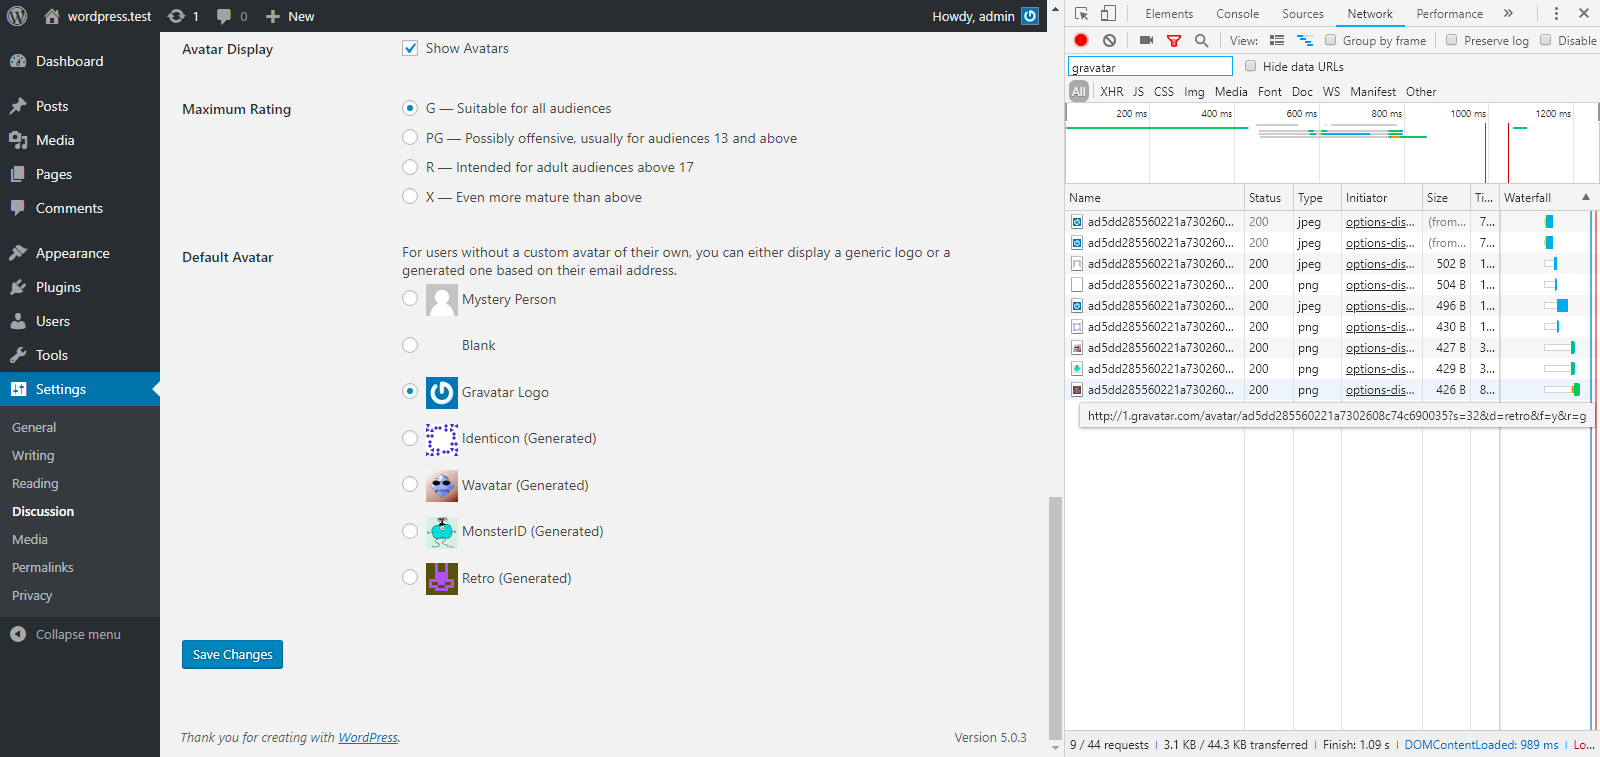 wordpress.test
1
0
New
Howdy, admin
Dashboard
Posts
Media
Pages
Comments
Appearance
Plugins
Users
Tools
Settings
General
Writing
Reading
Discussion
Media
Permalinks
Privacy
Collapse menu
Avatar Display
Show Avatars
Maximum Rating
G — Suitable for all audiences
PG — Possibly offensive, usually for audiences 13 and above
R — Intended for adult audiences above 17
X — Even more mature than above
Default Avatar
For users without a custom avatar of their own, you can either display a generic logo or a
generated one based on their email address.
Mystery Person
Blank
Gravatar Logo
Identicon (Generated)
Wavatar (Generated)
MonsterID (Generated)
Retro (Generated)
Save Changes
Thank you for creating with WordPress.
Version 5.0.3
Elements Console Sources Network Performance »
View: Group by frame Preserve log Disable
gravatar Hide data URLs
All XHR JS CSS Img Media Font Doc WS Manifest Other
200 ms 400 ms 600 ms 800 ms 1000 ms 1200 ms
Name Status Type Initiator Size Ti... Waterfall
ad5dd285560221a730260... 200 jpeg options-dis... (from... 7...
ad5dd285560221a730260... 200 jpeg options-dis... (from... 7...
ad5dd285560221a730260... 200 jpeg options-dis... 502 B 1...
ad5dd285560221a730260... 200 png options-dis... 504 B 1...
ad5dd285560221a730260... 200 jpeg options-dis... 496 B 1...
ad5dd285560221a730260... 200 png options-dis... 430 B 1...
ad5dd285560221a730260... 200 png options-dis... 427 B 3...
ad5dd285560221a730260... 200 png options-dis... 429 B 3...
ad5dd285560221a730260... 200 png options-dis... 426 B 8...
http://1.gravatar.com/avatar/ad5dd285560221a7302608c74c690035?s=32&d=retro&f=y&r=g
9 / 44 requests | 3.1 KB / 44.3 KB transferred | Finish: 1.09 s | DOMContentLoaded: 989 ms | Lo...